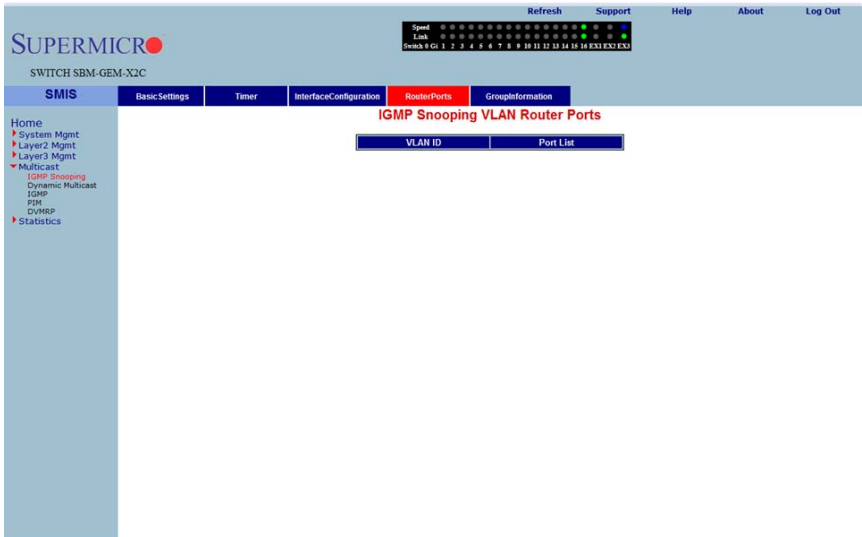 Refresh Support Help About Log Out
SUPERMICRO
Speed
Link
Switch 0 Gi 1 2 3 4 5 6 7 8 9 10 11 12 13 14 15 16 EX1 EX2 EX3
SWITCH SBM-GEM-X2C
SMIS
BasicSettings Timer InterfaceConfiguration RouterPorts GroupInformation
IGMP Snooping VLAN Router Ports
VLAN ID Port List
Home
System Mgmt
Layer2 Mgmt
Layer3 Mgmt
Multicast
IGMP Snooping
Dynamic Multicast
IGMP
PIM
DVMRP
Statistics